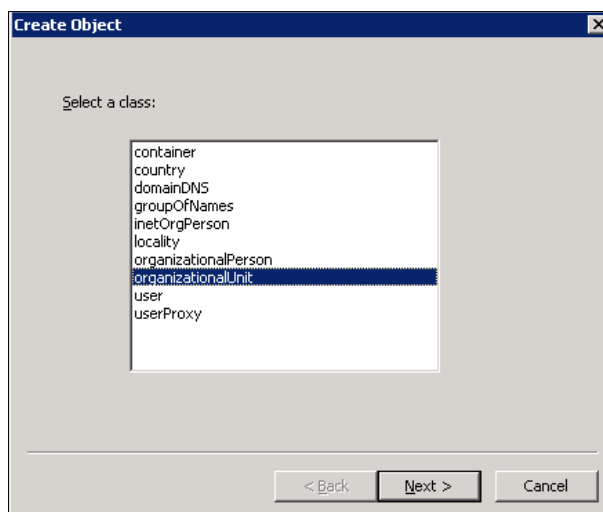 Create Object
Select a class:
container
country
domainDNS
groupOfNames
inetOrgPerson
locality
organizationalPerson
organizationalUnit
user
userProxy
< Back Next > Cancel